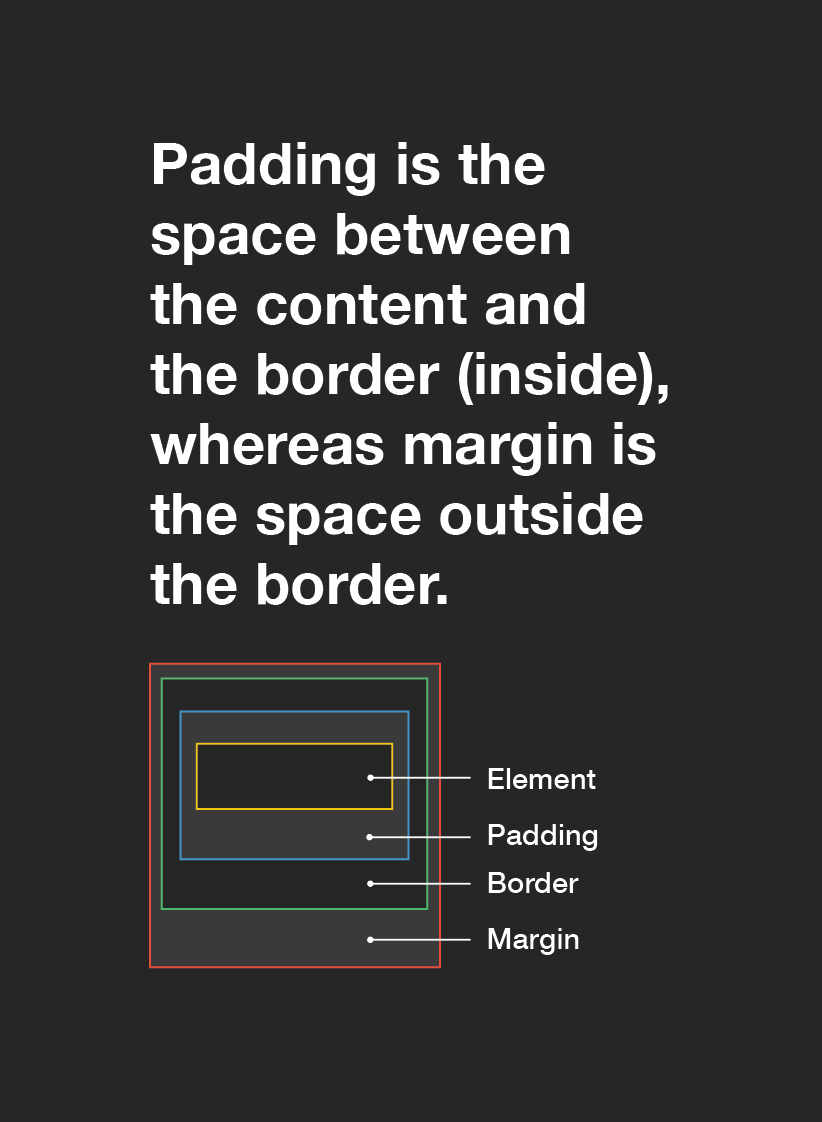 Padding is the
space between
the content and
the border (inside),
whereas margin is
the space outside
the border.
Element
Padding
Border
Margin